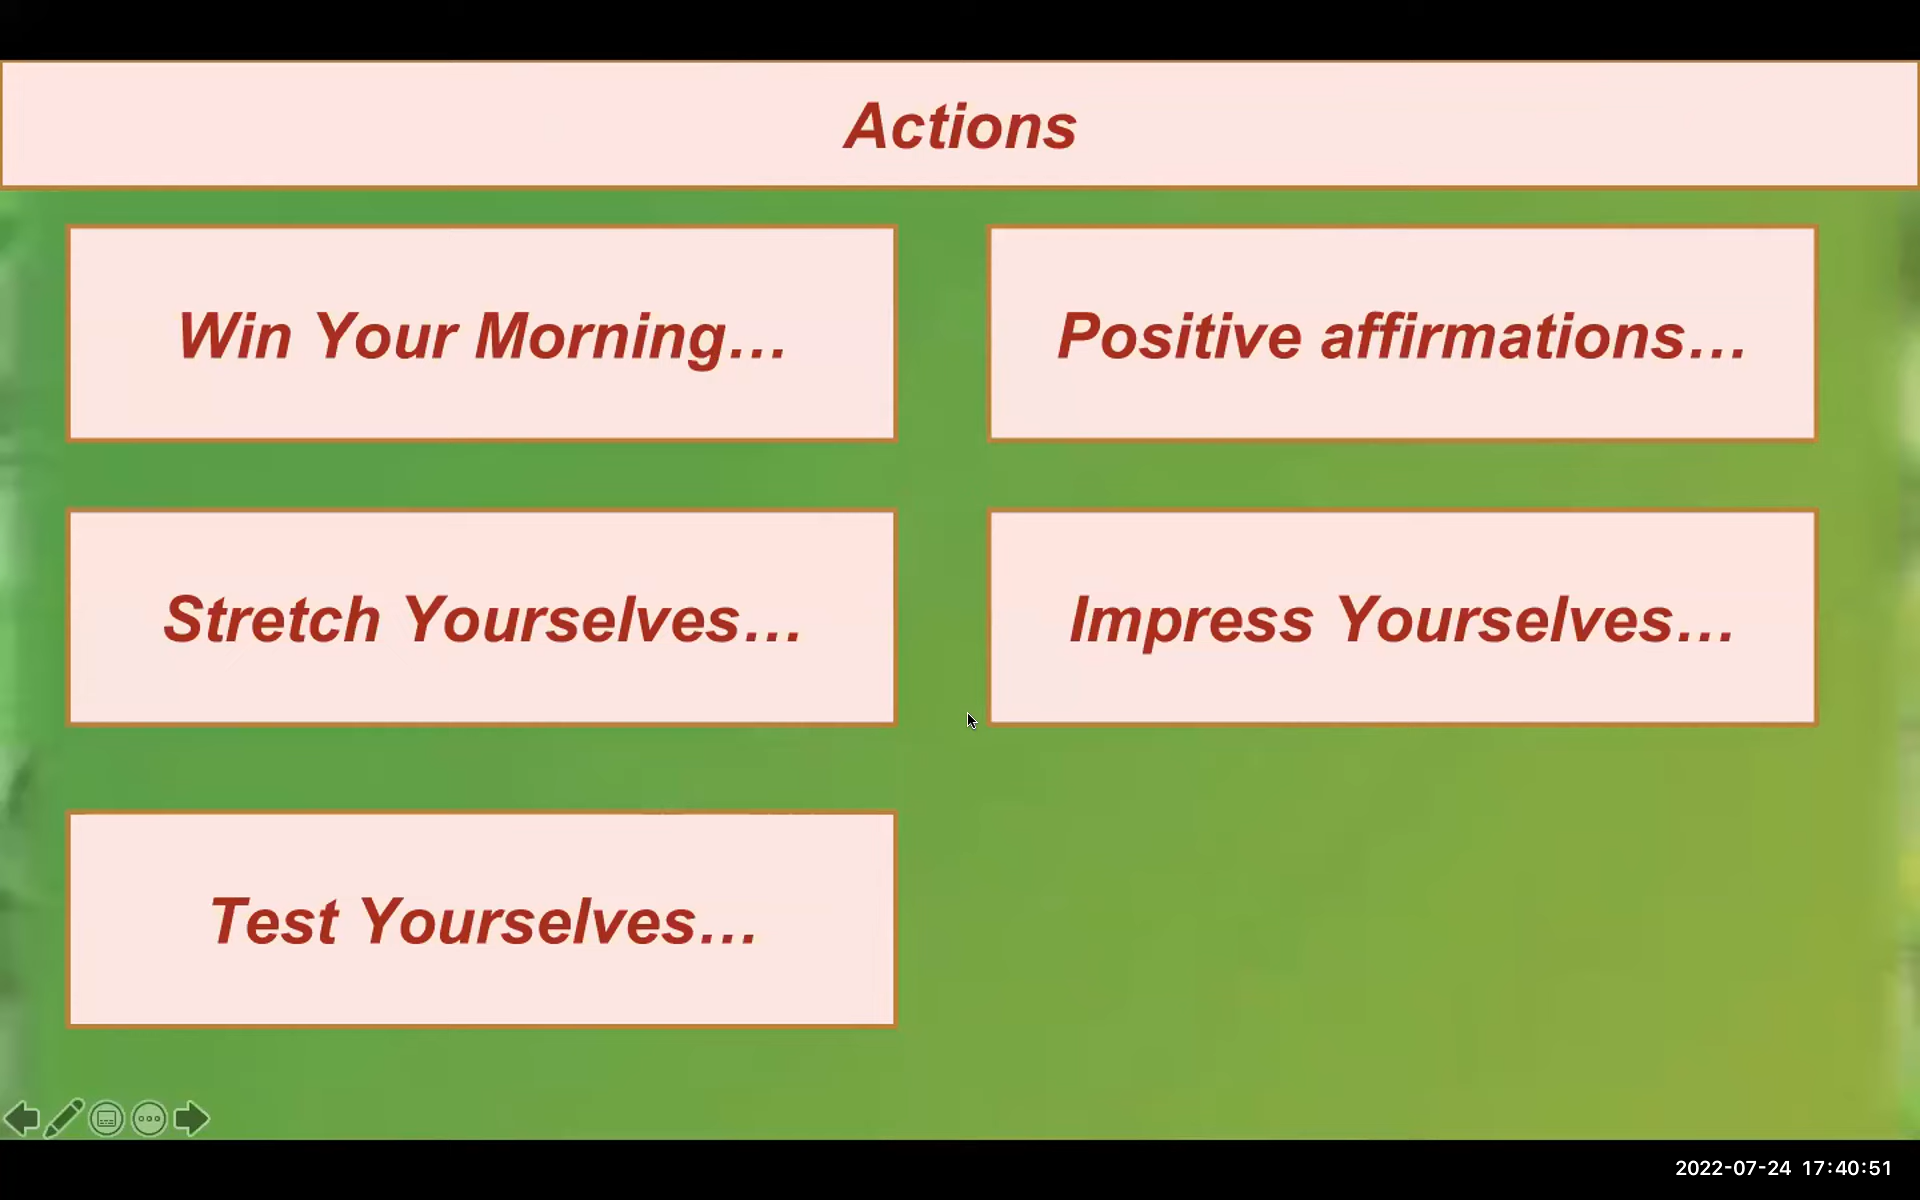 Actions
Win Your Morning…
Positive affirmations…
Stretch Yourselves…
Impress Yourselves…
Test Yourselves…
2022-07-24 17:40:51